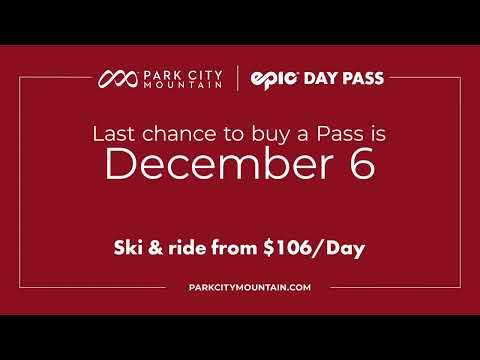 PARK CITY MOUNTAIN
epic DAY PASS
Last chance to buy a Pass is
December 6
Ski & ride from $106/Day
PARKCITYMOUNTAIN.COM